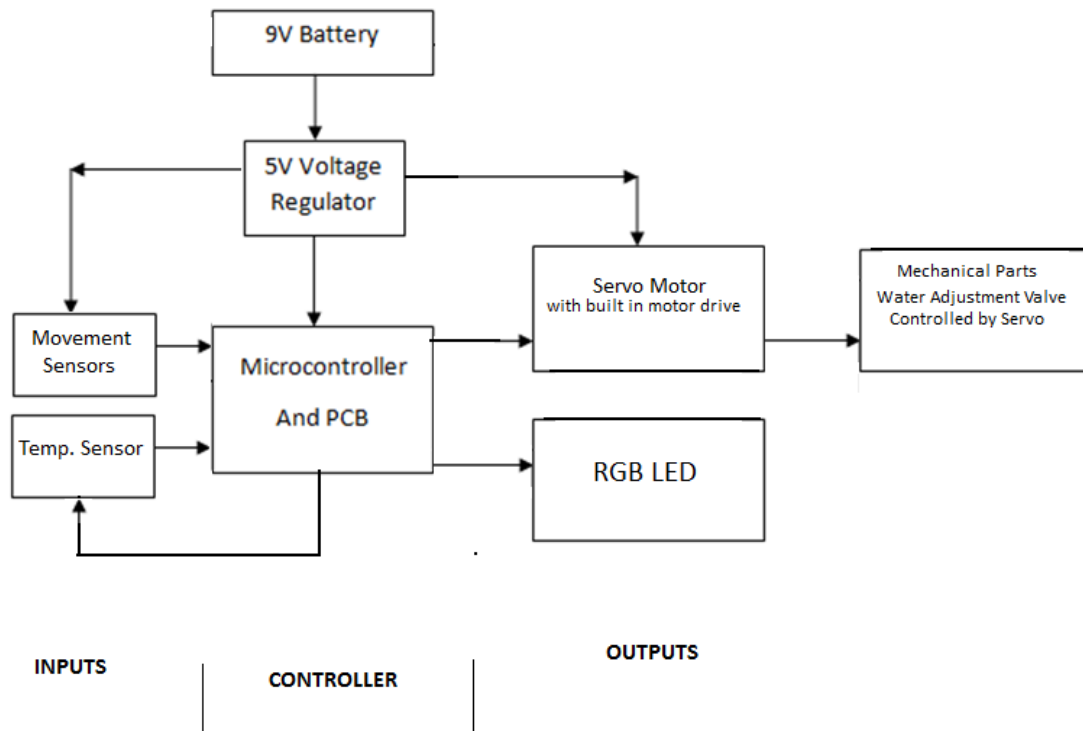 9V Battery
5V Voltage
Regulator
Servo Motor
with built in motor drive
Mechanical Parts
Water Adjustment Valve
Controlled by Servo
Movement
Sensors
Microcontroller
And PCB
Temp. Sensor
RGB LED
INPUTS
CONTROLLER
OUTPUTS